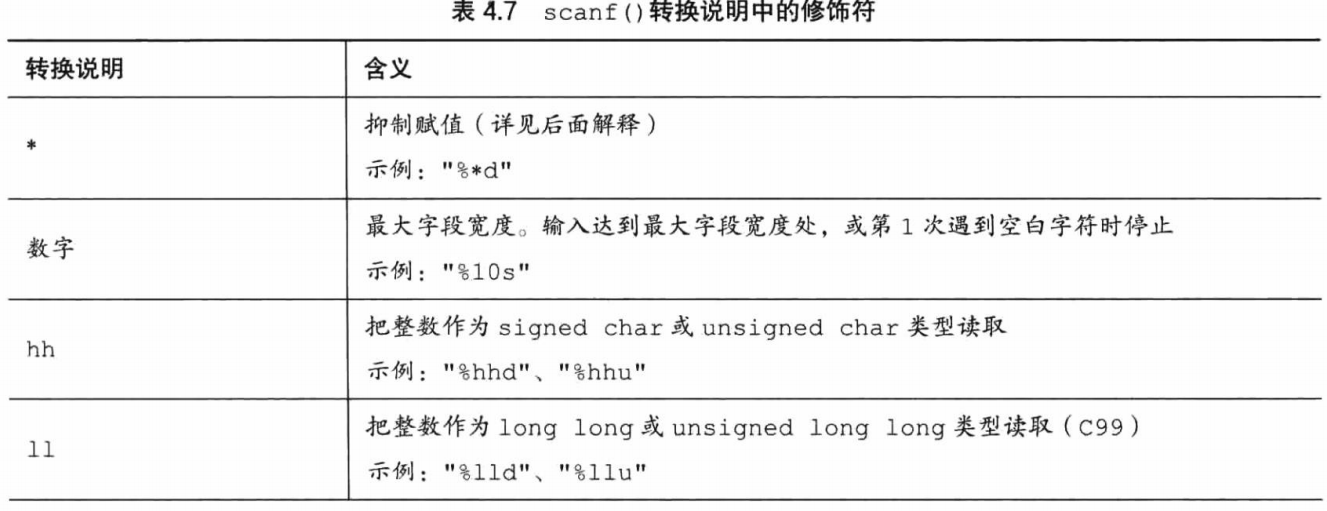 表 4.7 scanf()转换说明中的修饰符
转换说明 含义
* 抑制赋值（详见后面解释）
示例："%*d"
数字 最大字段宽度。输入达到最大字段宽度处，或第 1 次遇到空白字符时停止
示例："%10s"
hh 把整数作为 signed char 或 unsigned char 类型读取
示例："%hhd"、"%hhu"
ll 把整数作为 long long 或 unsigned long long 类型读取（C99）
示例："%lld"、"%llu"